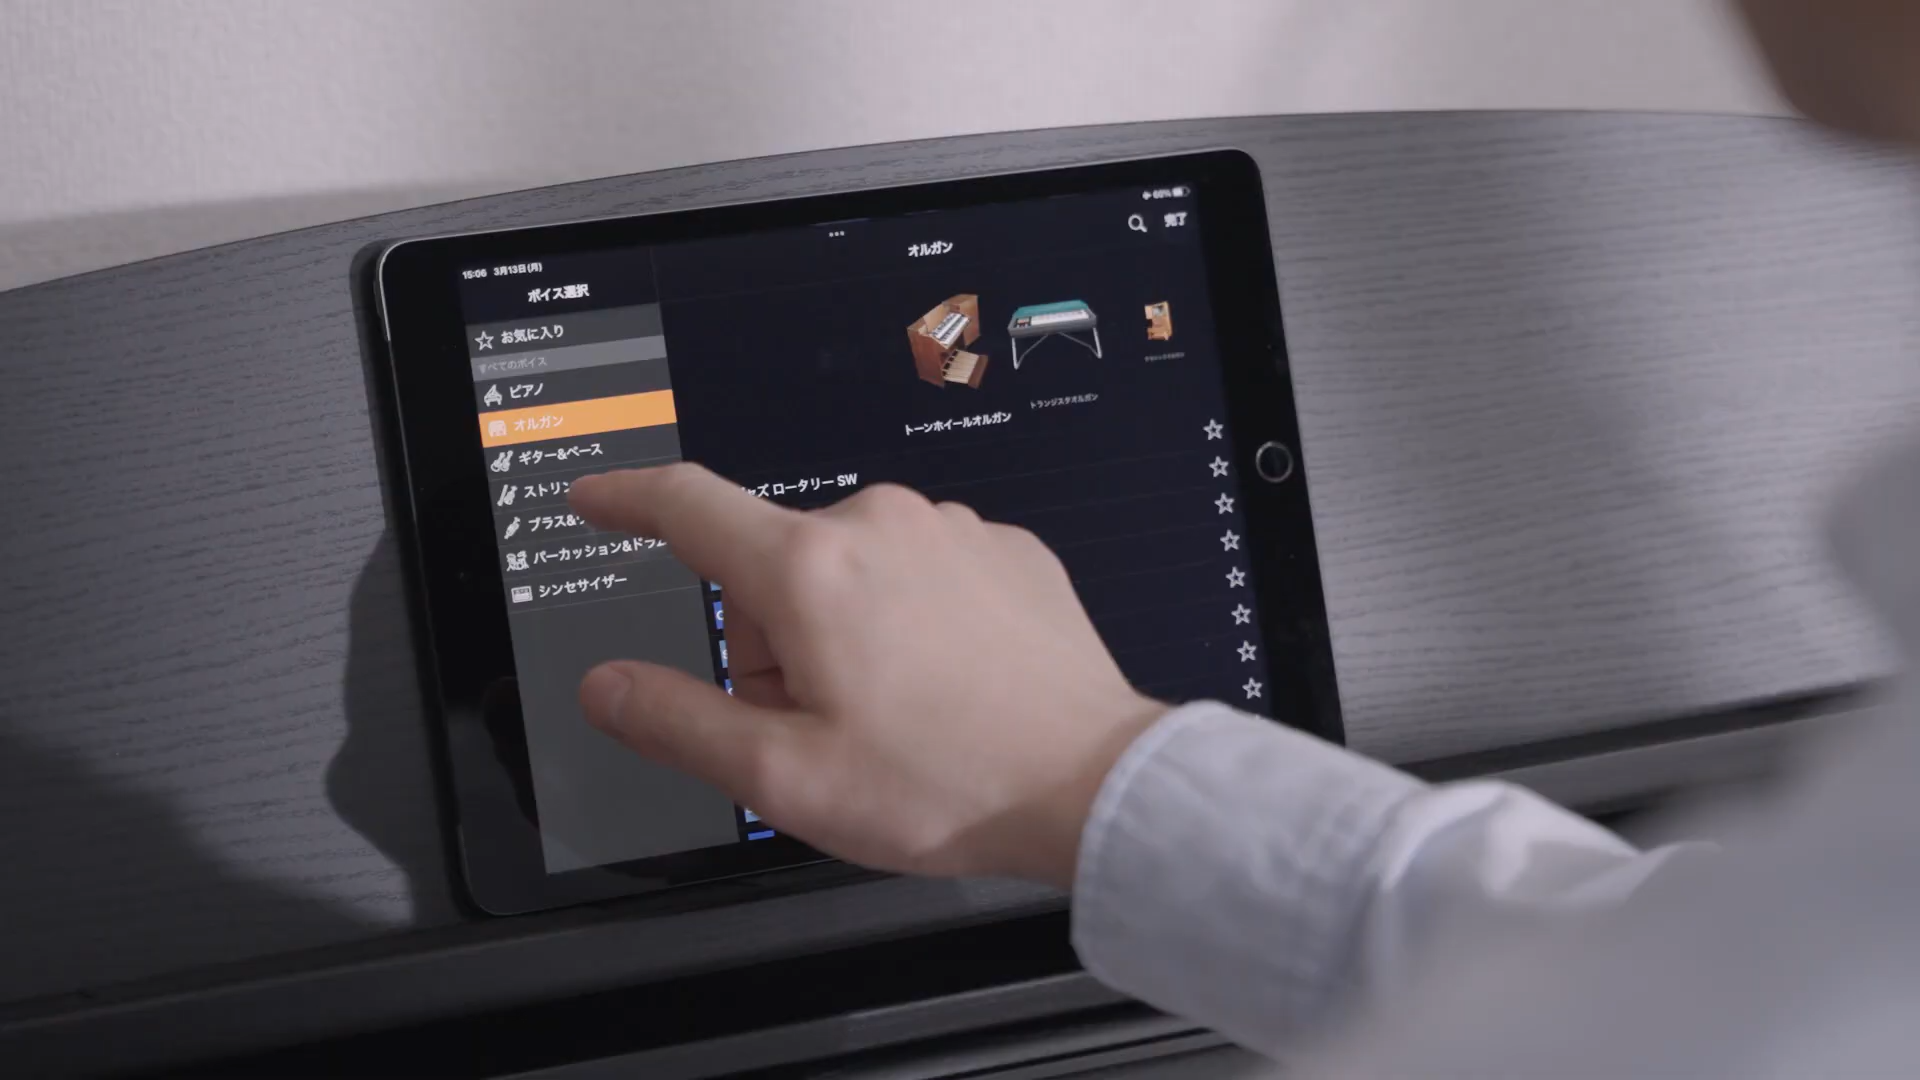 15:06 3月13日(月)
66%
ボイス選択
オルガン
完了
お気に入り
すべてのボイス
ピアノ
オルガン
ギター&ベース
ストリン
ブラス&
パーカッション&ドラム
シンセサイザー
トーンホイールオルガン
トランジスタオルガン
ャズ ロータリー SW